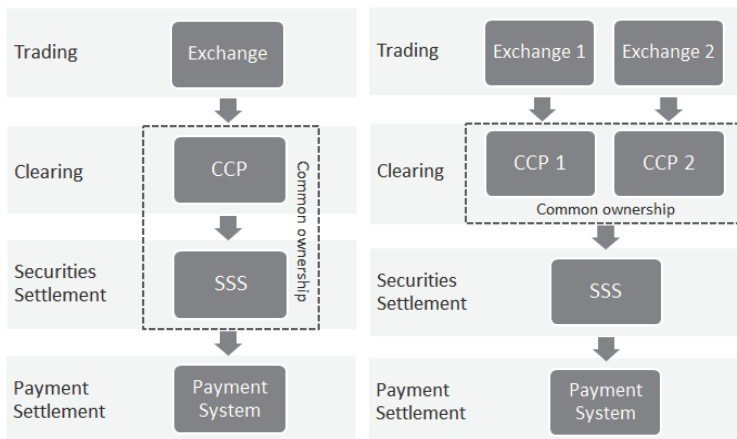 Trading
Exchange
Clearing
CCP
Common ownership
Securities
Settlement
SSS
Payment
Settlement
Payment
System
Trading
Exchange 1
Exchange 2
Clearing
CCP 1
CCP 2
Common ownership
Securities
Settlement
SSS
Payment
Settlement
Payment
System